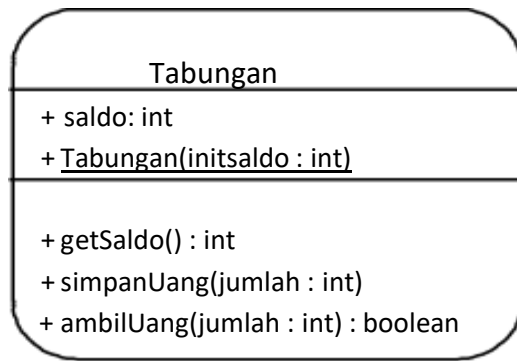 Tabungan
+ saldo: int
+ Tabungan(initsaldo : int)
+ getSaldo() : int
+ simpanUang(jumlah : int)
+ ambilUang(jumlah : int) : boolean